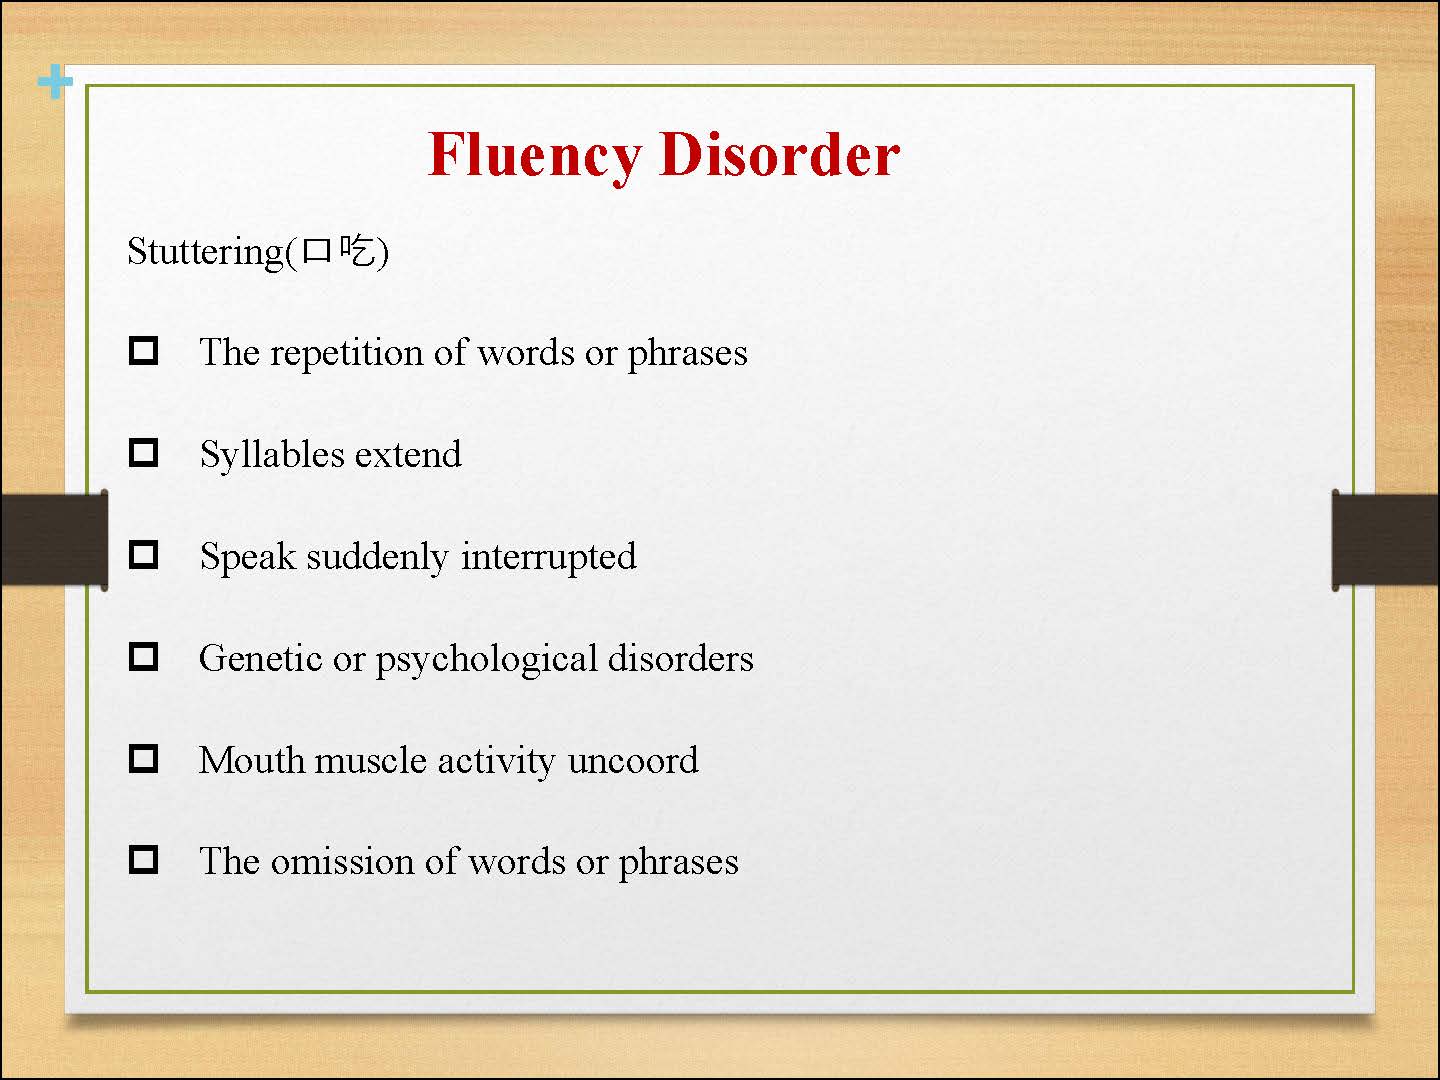 Fluency Disorder
Stuttering(口吃)
The repetition of words or phrases
Syllables extend
Speak suddenly interrupted
Genetic or psychological disorders
Mouth muscle activity uncoord
The omission of words or phrases